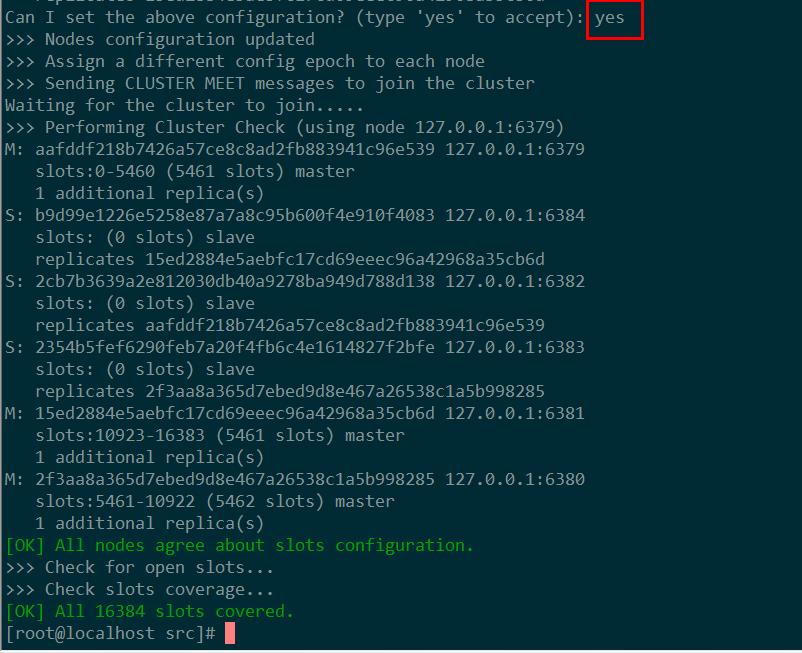 Can I set the above configuration? (type 'yes' to accept): yes
>>> Nodes configuration updated
>>> Assign a different config epoch to each node
>>> Sending CLUSTER MEET messages to join the cluster
Waiting for the cluster to join.....
>>> Performing Cluster Check (using node 127.0.0.1:6379)
M: aafddf218b7426a57ce8c8ad2fb883941c96e539 127.0.0.1:6379
   slots:0-5460 (5461 slots) master
   1 additional replica(s)
S: b9d99e1226e5258e87a7a8c95b600f4e910f4083 127.0.0.1:6384
   slots: (0 slots) slave
   replicates 15ed2884e5aebfc17cd69eeec96a42968a35cb6d
S: 2cb7b3639a2e812030db40a9278ba949d788d138 127.0.0.1:6382
   slots: (0 slots) slave
   replicates aafddf218b7426a57ce8c8ad2fb883941c96e539
S: 2354b5fef6290feb7a20f4fb6c4e1614827f2bfe 127.0.0.1:6383
   slots: (0 slots) slave
   replicates 2f3aa8a365d7ebed9d8e467a26538c1a5b998285
M: 15ed2884e5aebfc17cd69eeec96a42968a35cb6d 127.0.0.1:6381
   slots:10923-16383 (5461 slots) master
   1 additional replica(s)
M: 2f3aa8a365d7ebed9d8e467a26538c1a5b998285 127.0.0.1:6380
   slots:5461-10922 (5462 slots) master
   1 additional replica(s)
[OK] All nodes agree about slots configuration.
>>> Check for open slots...
>>> Check slots coverage...
[OK] All 16384 slots covered.
[root@localhost src]#